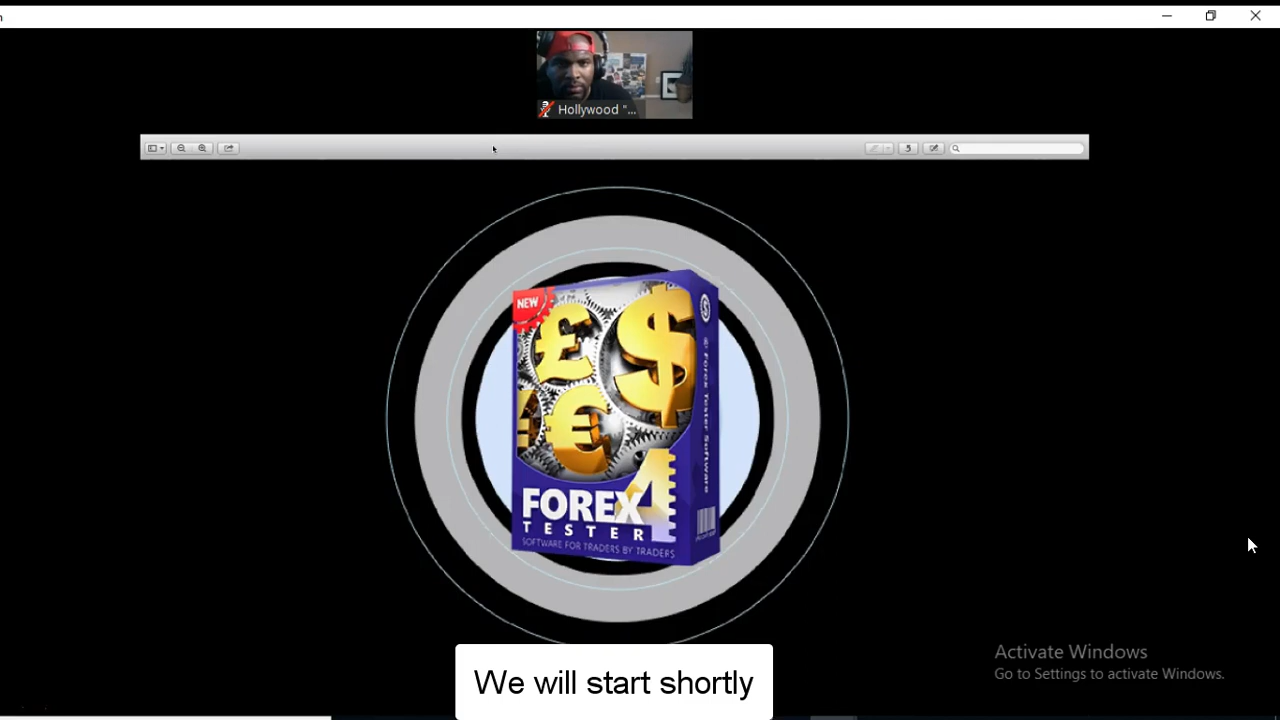 Hollywood "...
NEW
Forex Tester Software
FOREX 4
TESTER
SOFTWARE FOR TRADERS BY TRADERS
We will start shortly
Activate Windows
Go to Settings to activate Windows.